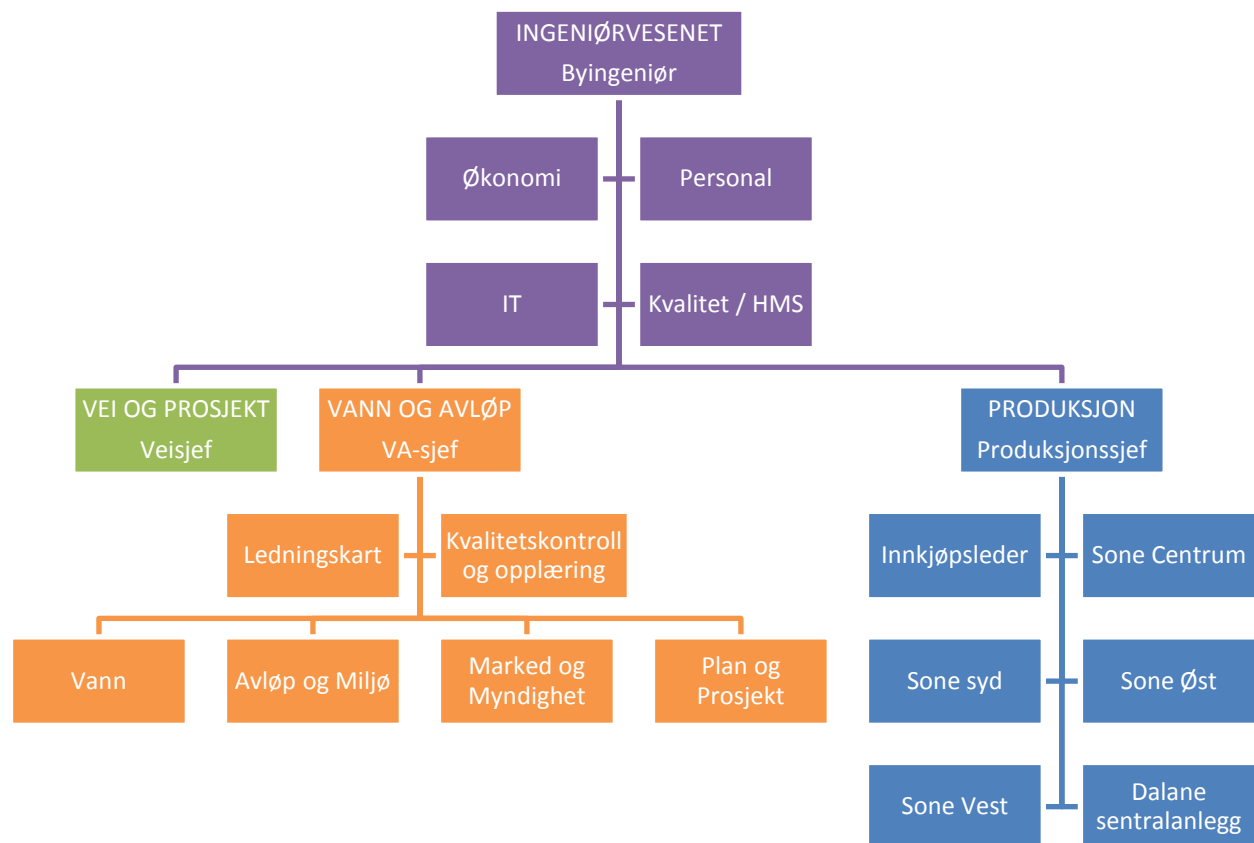 INGENIØRVESENET
Byingeniør
Økonomi
Personal
IT
Kvalitet / HMS
VEI OG PROSJEKT
Veisjef
VANN OG AVLØP
VA-sjef
PRODUKSJON
Produksjonssjef
Ledningskart
Kvalitetskontroll
og opplæring
Innkjøpsleder
Sone Centrum
Vann
Avløp og Miljø
Marked og
Myndighet
Plan og
Prosjekt
Sone syd
Sone Øst
Sone Vest
Dalane
sentralanlegg